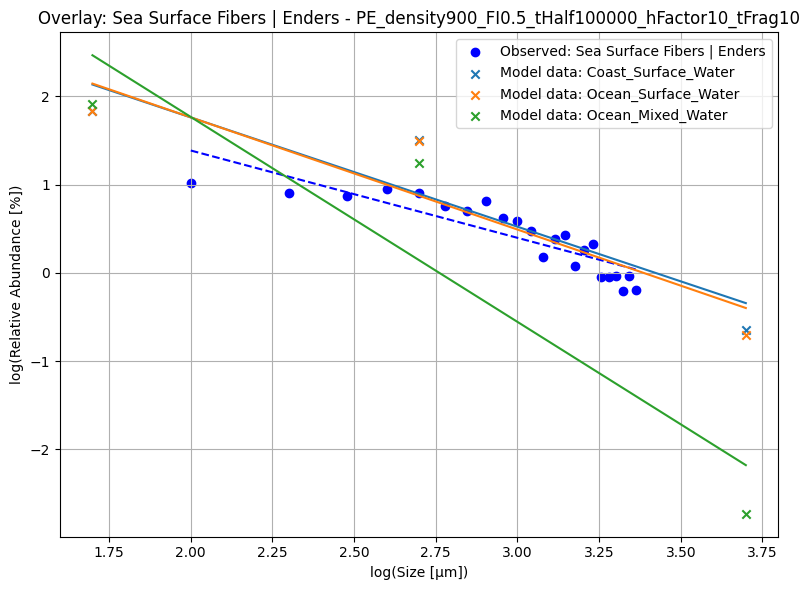 Overlay: Sea Surface Fibers | Enders - PE_density900_FI0.5_tHalf100000_hFactor10_tFrag10
Observed: Sea Surface Fibers | Enders
Model data: Coast_Surface_Water
Model data: Ocean_Surface_Water
Model data: Ocean_Mixed_Water
log(Relative Abundance [%])
2
1
0
−1
−2
1.75
2.00
2.25
2.50
2.75
3.00
3.25
3.50
3.75
log(Size [μm])